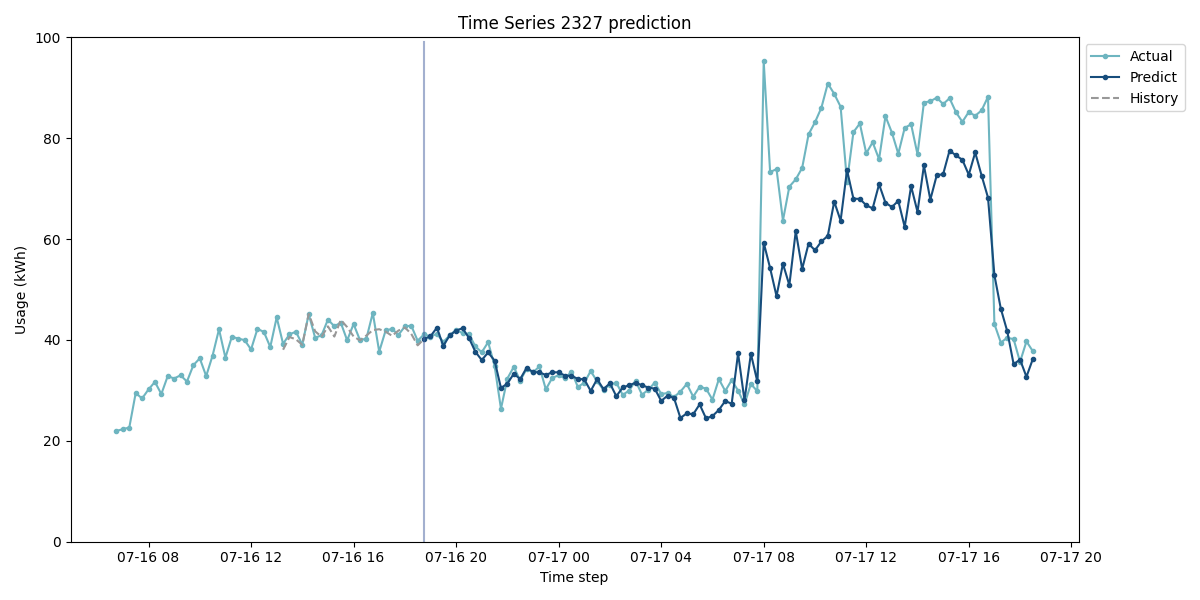 Time Series 2327 prediction
Usage (kWh)
100
80
60
40
20
0
07-16 08
07-16 12
07-16 16
07-16 20
07-17 00
07-17 04
07-17 08
07-17 12
07-17 16
07-17 20
Time step
Actual
Predict
History